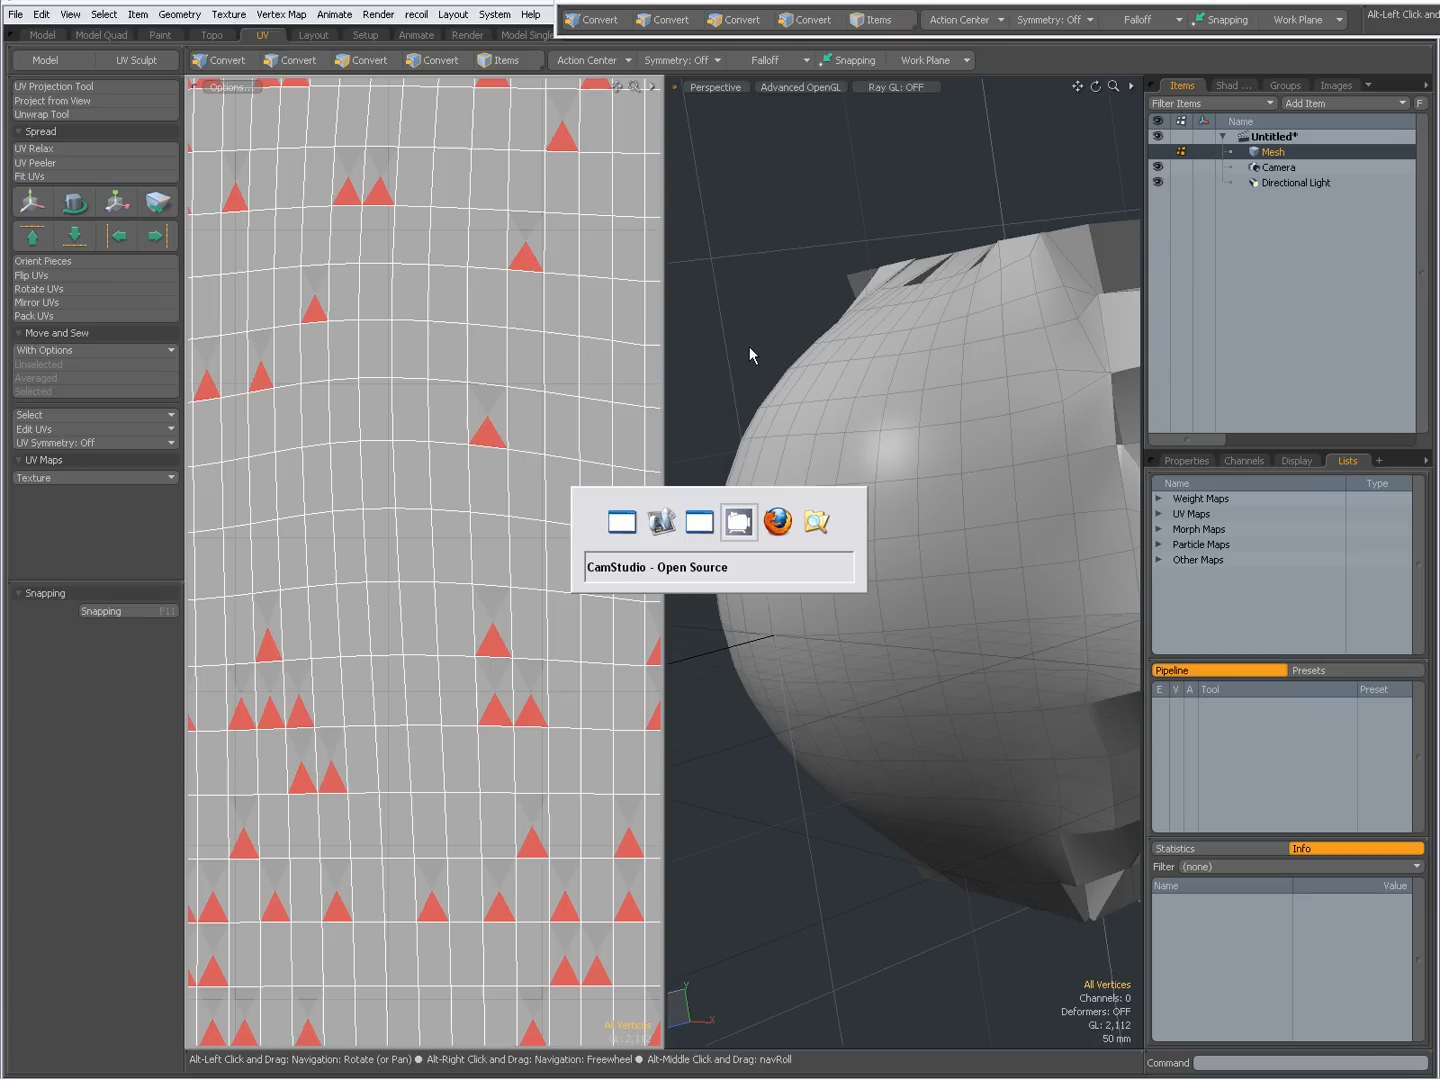 File Edit View Select Item Geometry Texture Vertex Map Animate Render recoil Layout System Help
Convert Convert Convert Convert Items Action Center Symmetry: Off Falloff Snapping Work Plane Alt-Left Click and
Model Model Quad Paint Topo UV Layout Setup Animate Render Model Singl
Model UV Sculpt Convert Convert Convert Convert Items Action Center Symmetry: Off Falloff Snapping Work Plane
UV Projection Tool
Project from View
Unwrap Tool
Spread
UV Relax
UV Peeler
Fit UVs
Orient Pieces
Flip UVs
Rotate UVs
Mirror UVs
Pack UVs
Move and Sew
With Options
Unselected
Averaged
Selected
Select
Edit UVs
UV Symmetry: Off
UV Maps
Texture
Snapping
Snapping F11
Options...
Perspective Advanced OpenGL Ray GL: OFF
CamStudio - Open Source
All Vertices
GL: 2,112
All Vertices
Channels: 0
Deformers: OFF
GL: 2,112
50 mm
Y
X
Items Shad ... Groups Images
Filter Items Add Item F
Name
Untitled*
Mesh
Camera
Directional Light
Properties Channels Display Lists +
Name Type
Weight Maps
UV Maps
Morph Maps
Particle Maps
Other Maps
Pipeline Presets
E V A Tool Preset
Statistics Info
Filter (none)
Name Value
Alt-Left Click and Drag: Navigation: Rotate (or Pan) ● Alt-Right Click and Drag: Navigation: Freewheel ● Alt-Middle Click and Drag: navRoll
Command